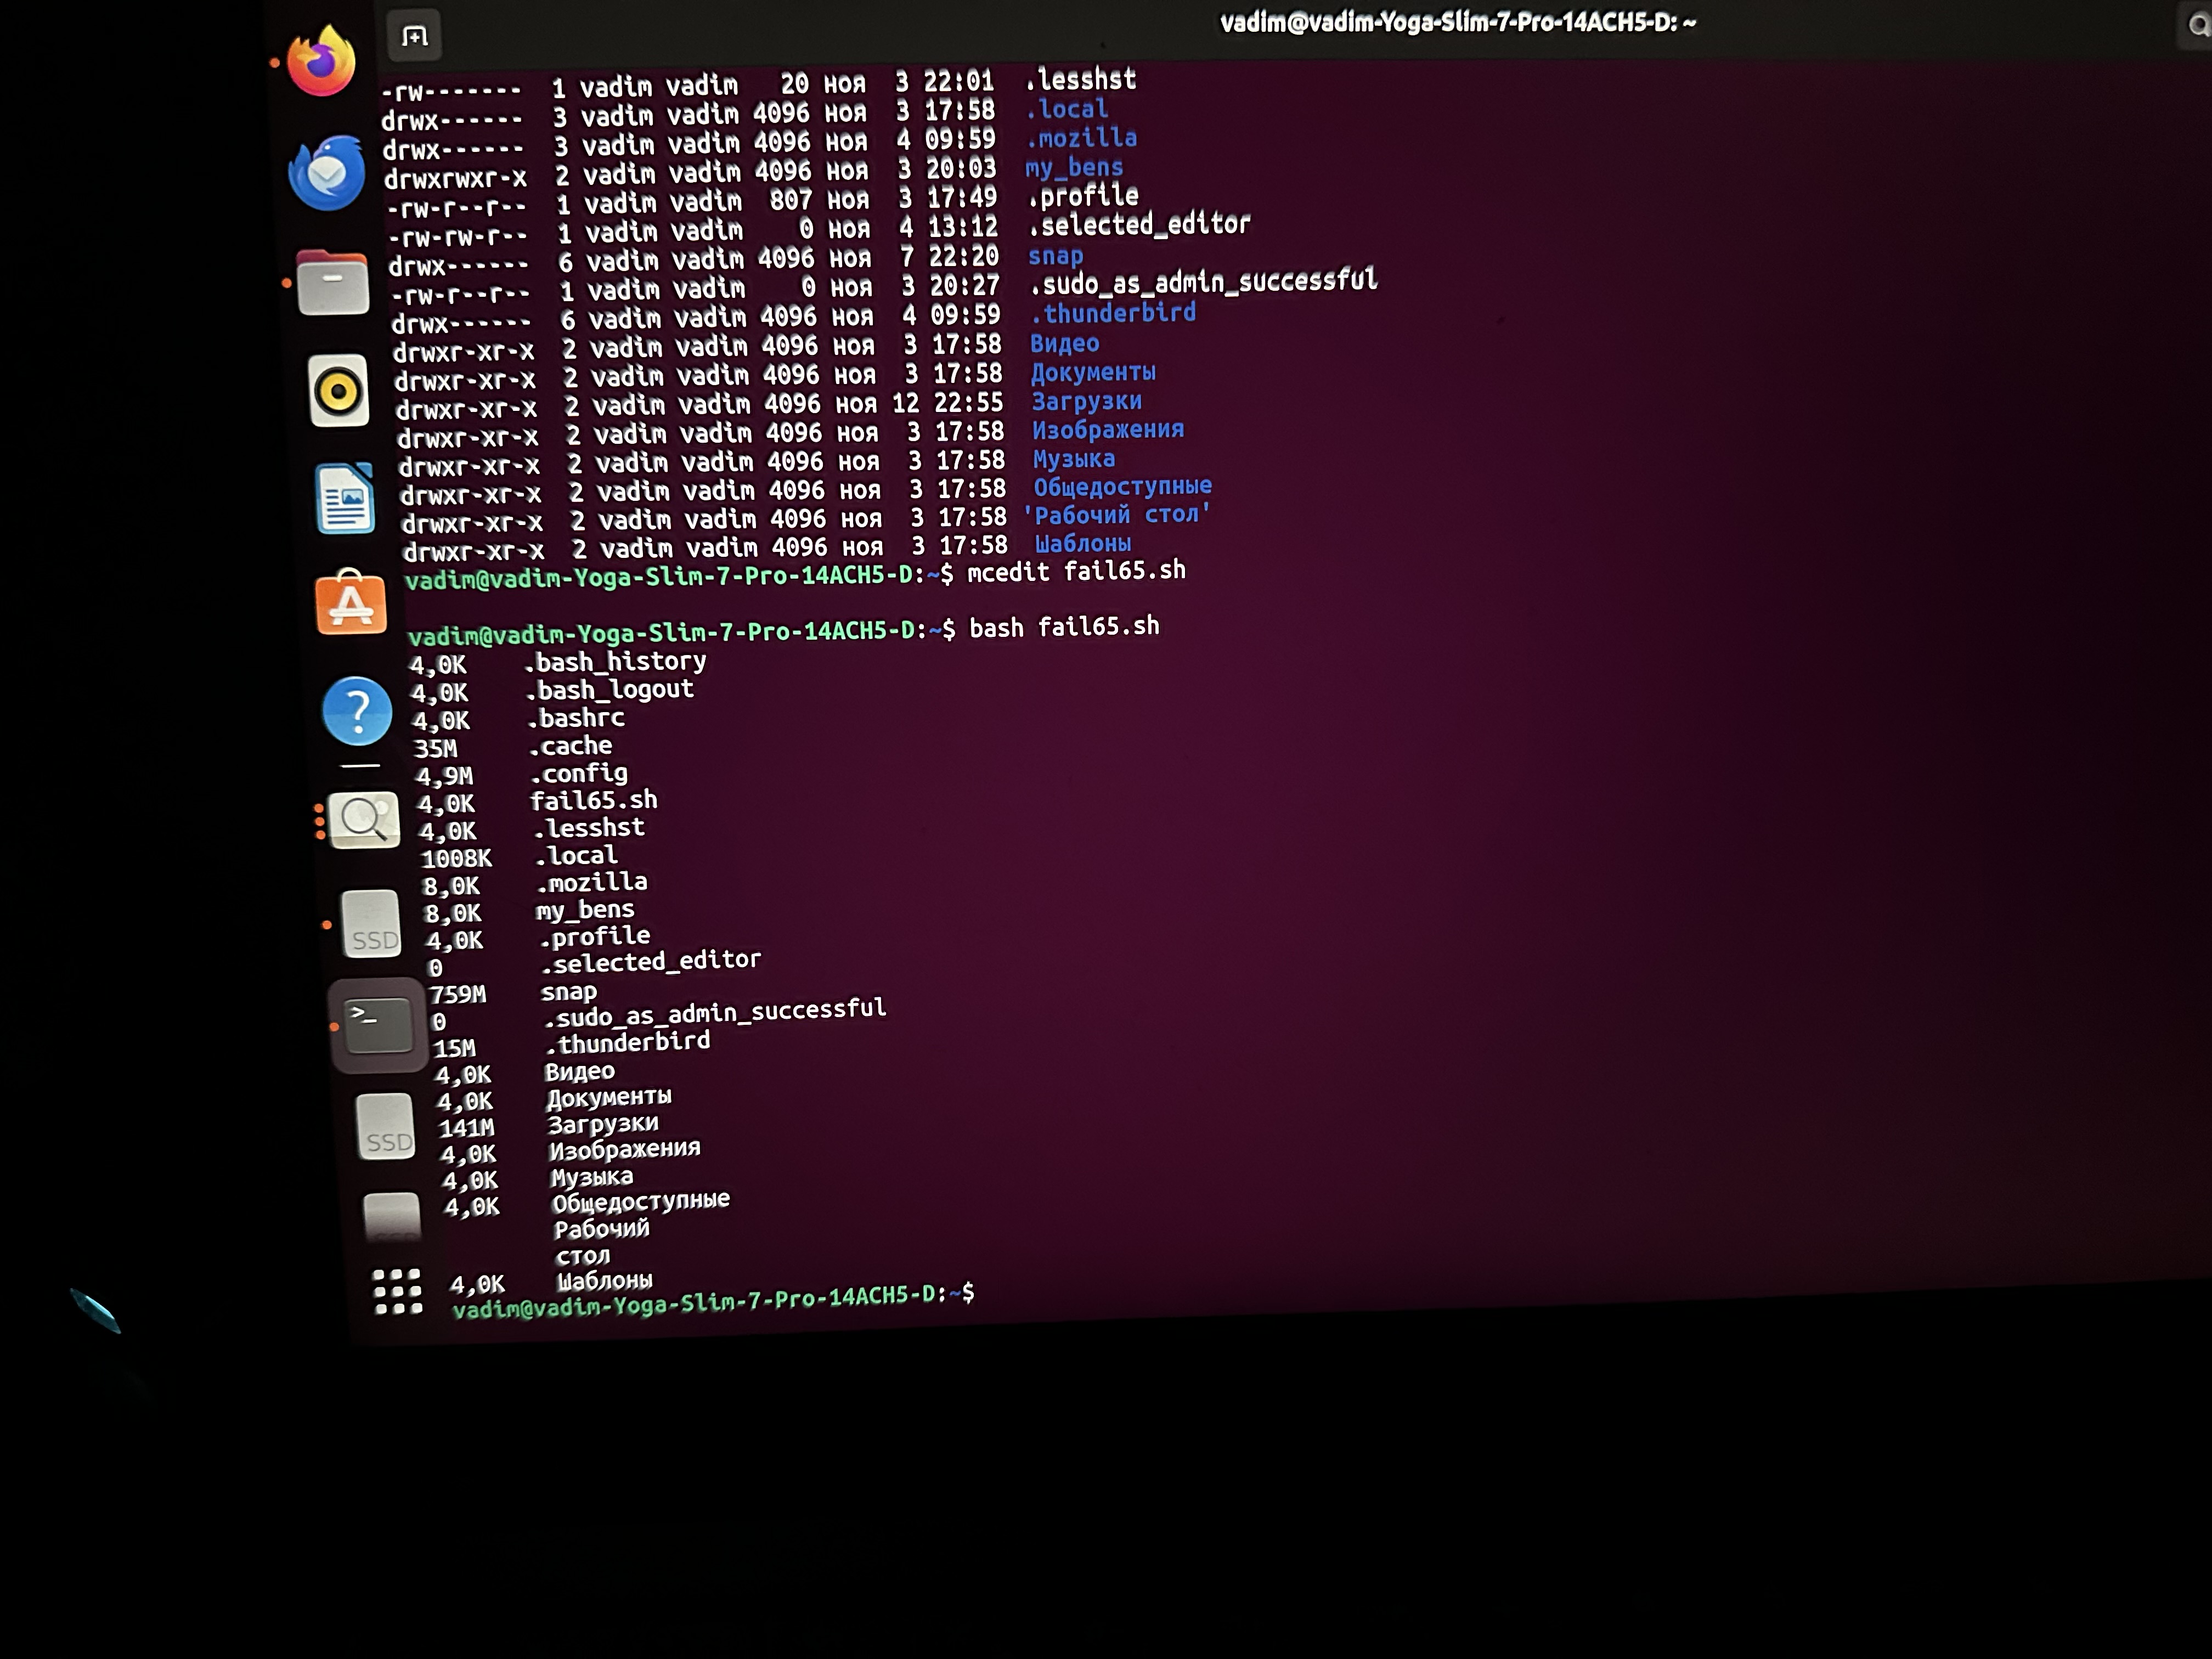 vadim@vadim-Yoga-Slim-7-Pro-14ACH5-D: ~
-rw------- 1 vadim vadim 20 ноя 3 22:01 .lesshst
drwx------ 3 vadim vadim 4096 ноя 3 17:58 .local
drwx------ 3 vadim vadim 4096 ноя 4 09:59 .mozilla
drwxrwxr-x 2 vadim vadim 4096 ноя 3 20:03 my_bens
-rw-r--r-- 1 vadim vadim 807 ноя 3 17:49 .profile
-rw-rw-r-- 1 vadim vadim 0 ноя 4 13:12 .selected_editor
drwx------ 6 vadim vadim 4096 ноя 7 22:20 snap
-rw-r--r-- 1 vadim vadim 0 ноя 3 20:27 .sudo_as_admin_successful
drwx------ 6 vadim vadim 4096 ноя 4 09:59 .thunderbird
drwxr-xr-x 2 vadim vadim 4096 ноя 3 17:58 Видео
drwxr-xr-x 2 vadim vadim 4096 ноя 3 17:58 Документы
drwxr-xr-x 2 vadim vadim 4096 ноя 12 22:55 Загрузки
drwxr-xr-x 2 vadim vadim 4096 ноя 3 17:58 Изображения
drwxr-xr-x 2 vadim vadim 4096 ноя 3 17:58 Музыка
drwxr-xr-x 2 vadim vadim 4096 ноя 3 17:58 Общедоступные
drwxr-xr-x 2 vadim vadim 4096 ноя 3 17:58 'Рабочий стол'
drwxr-xr-x 2 vadim vadim 4096 ноя 3 17:58 Шаблоны
vadim@vadim-Yoga-Slim-7-Pro-14ACH5-D:~$ mcedit fail65.sh
vadim@vadim-Yoga-Slim-7-Pro-14ACH5-D:~$ bash fail65.sh
4,0K .bash_history
4,0K .bash_logout
4,0K .bashrc
35M .cache
4,9M .config
4,0K fail65.sh
4,0K .lesshst
1008K .local
8,0K .mozilla
8,0K my_bens
4,0K .profile
0 .selected_editor
759M snap
0 .sudo_as_admin_successful
15M .thunderbird
4,0K Видео
4,0K Документы
141M Загрузки
4,0K Изображения
4,0K Музыка
4,0K Общедоступные
Рабочий
стол
4,0K Шаблоны
vadim@vadim-Yoga-Slim-7-Pro-14ACH5-D:~$
SSD
SSD